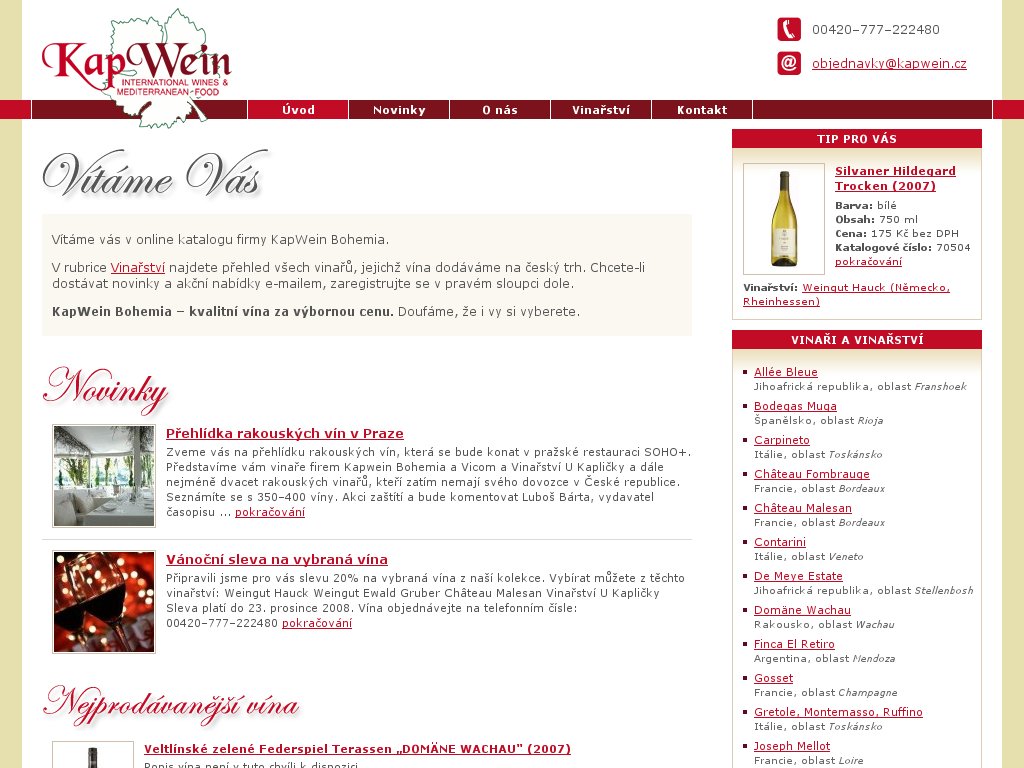 KapWein
INTERNATIONAL WINES &
MEDITERRANEAN FOOD
00420-777-222480
objednavky@kapwein.cz
Úvod
Novinky
O nás
Vinařství
Kontakt
Vítáme Vás
Vítáme vás v online katalogu firmy KapWein Bohemia.
V rubrice Vinařství najdete přehled všech vinařů, jejichž vína dodáváme na český trh. Chcete-li
dostávat novinky a akční nabídky e-mailem, zaregistrujte se v pravém sloupci dole.
KapWein Bohemia – kvalitní vína za výbornou cenu. Doufáme, že i vy si vyberete.
Novinky
Přehlídka rakouských vín v Praze
Zveme vás na přehlídku rakouských vín, která se bude konat v pražské restauraci SOHO+.
Představíme vám vinaře firem Kapwein Bohemia a Vicom a Vinařství U Kapličky a dále
nejméně dvacet rakouských vinařů, kteří zatím nemají svého dovozce v České republice.
Seznámíte se s 350-400 víny. Akci zaštítí a bude komentovat Luboš Bárta, vydavatel
časopisu ... pokračování
Vánoční sleva na vybraná vína
Připravili jsme pro vás slevu 20% na vybraná vína z naší kolekce. Vybírat můžete z těchto
vinařství: Weingut Hauck Weingut Ewald Gruber Château Malesan Vinařství U Kapličky
Sleva platí do 23. prosince 2008. Vína objednávejte na telefonním čísle:
00420-777-222480 pokračování
Nejprodávanější vína
Veltlínské zelené Federspiel Terassen „DOMÄNE WACHAU" (2007)
Popis vína není v tuto chvíli k dispozici.
TIP PRO VÁS
Silvaner Hildegard
Trocken (2007)
Barva: bílé
Obsah: 750 ml
Cena: 175 Kč bez DPH
Katalogové číslo: 70504
pokračování
Vinařství: Weingut Hauck (Německo,
Rheinhessen)
VINAŘI A VINAŘSTVÍ
Allée Bleue
Jihoafrická republika, oblast Franshoek
Bodegas Muga
Španělsko, oblast Rioja
Carpineto
Itálie, oblast Toskánsko
Château Fombrauge
Francie, oblast Bordeaux
Château Malesan
Francie, oblast Bordeaux
Contarini
Itálie, oblast Veneto
De Meye Estate
Jihoafrická republika, oblast Stellenbosh
Domäne Wachau
Rakousko, oblast Wachau
Finca El Retiro
Argentina, oblast Mendoza
Gosset
Francie, oblast Champagne
Gretole, Montemasso, Ruffino
Itálie, oblast Toskánsko
Joseph Mellot
Francie, oblast Loire